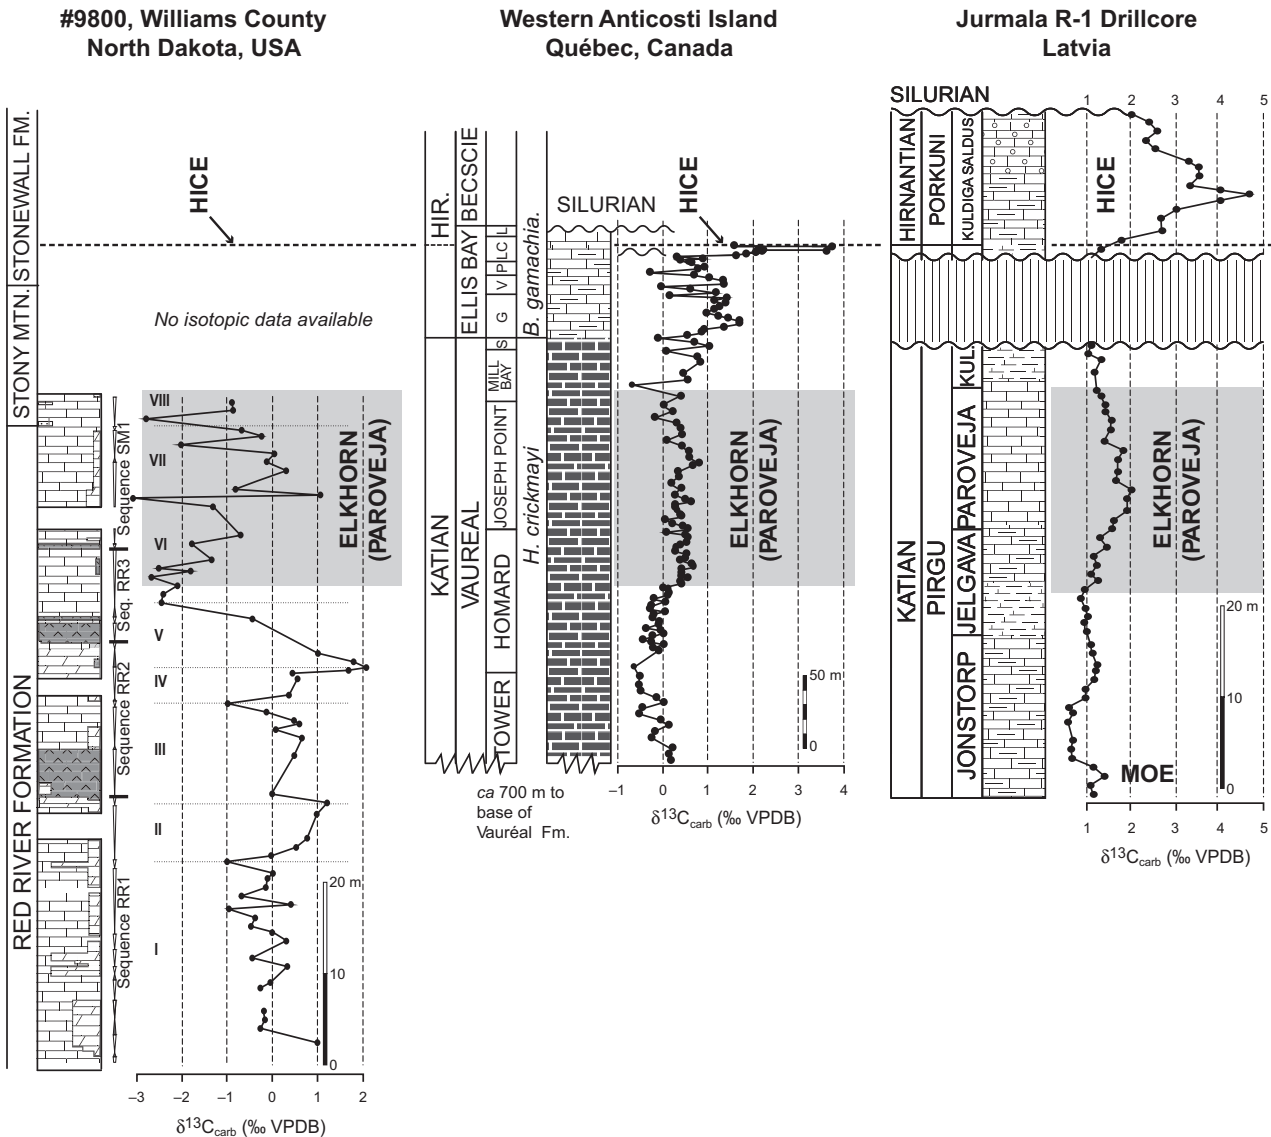 #9800, Williams County
North Dakota, USA
STONEWALL FM.
STONY MTN.
RED RIVER FORMATION
HICE
No isotopic data available
VIII
VII
VI
V
IV
III
II
I
Sequence SM1
Seq. RR3
Sequence RR2
Sequence RR1
ELKHORN
(PAROVEJA)
20 m
10
0
–3 –2 –1 0 1 2
δ13Ccarb (‰ VPDB)
Western Anticosti Island
Québec, Canada
HIR.
KATIAN
BECSCIE
ELLIS BAY
VAUREAL
L
C
PL
V
G
S
MILL
BAY
JOSEPH POINT
HOMARD
TOWER
B. gamachia.
H. crickmayi
SILURIAN
HICE
ELKHORN
(PAROVEJA)
50 m
0
–1 0 1 2 3 4
δ13Ccarb (‰ VPDB)
ca 700 m to
base of
Vauréal Fm.
Jurmala R-1 Drillcore
Latvia
SILURIAN
1 2 3 4 5
HIRNANTIAN
PORKUNI
KULDIGA SALDUS
HICE
KATIAN
PIRGU
KUL.
PAROVEJA
JELGAVA
JONSTORP
ELKHORN
(PAROVEJA)
MOE
20 m
10
0
1 2 3 4 5
δ13Ccarb (‰ VPDB)